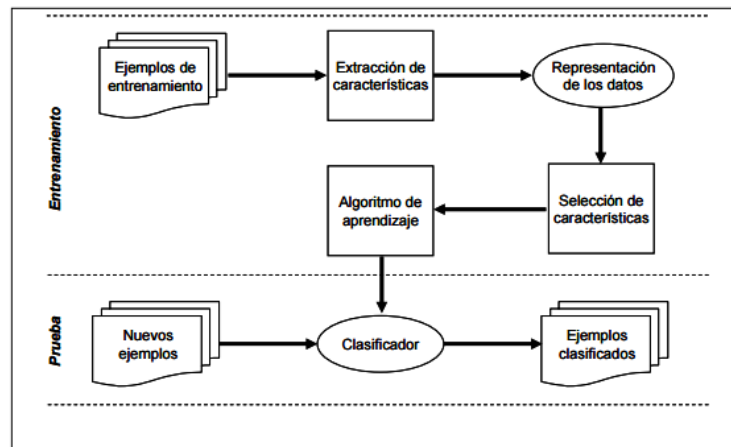 Entrenamiento
Ejemplos de
entrenamiento
Extracción de
características
Representación
de los datos
Algoritmo de
aprendizaje
Selección de
características
Prueba
Nuevos
ejemplos
Clasificador
Ejemplos
clasificados